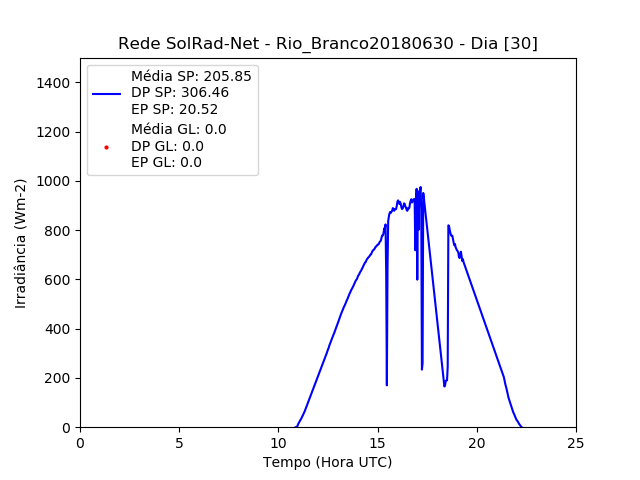 Rede SolRad-Net - Rio_Branco20180630 - Dia [30]
Média SP: 205.85
DP SP: 306.46
EP SP: 20.52
Média GL: 0.0
DP GL: 0.0
EP GL: 0.0
Irradiância (Wm-2)
1400
1200
1000
800
600
400
200
0
0 5 10 15 20 25
Tempo (Hora UTC)